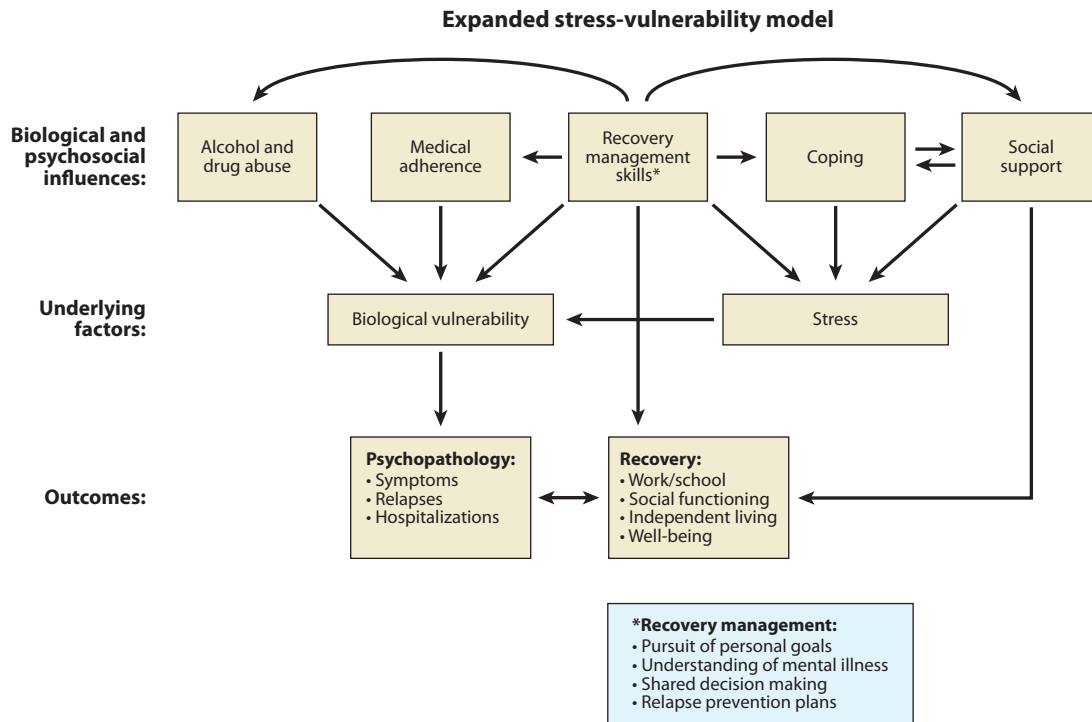 Expanded stress-vulnerability model
Biological and
psychosocial
influences:
Alcohol and
drug abuse
Medical
adherence
Recovery
management
skills*
Coping
Social
support
Underlying
factors:
Biological vulnerability
Stress
Outcomes:
Psychopathology:
• Symptoms
• Relapses
• Hospitalizations
Recovery:
• Work/school
• Social functioning
• Independent living
• Well-being
*Recovery management:
• Pursuit of personal goals
• Understanding of mental illness
• Shared decision making
• Relapse prevention plans